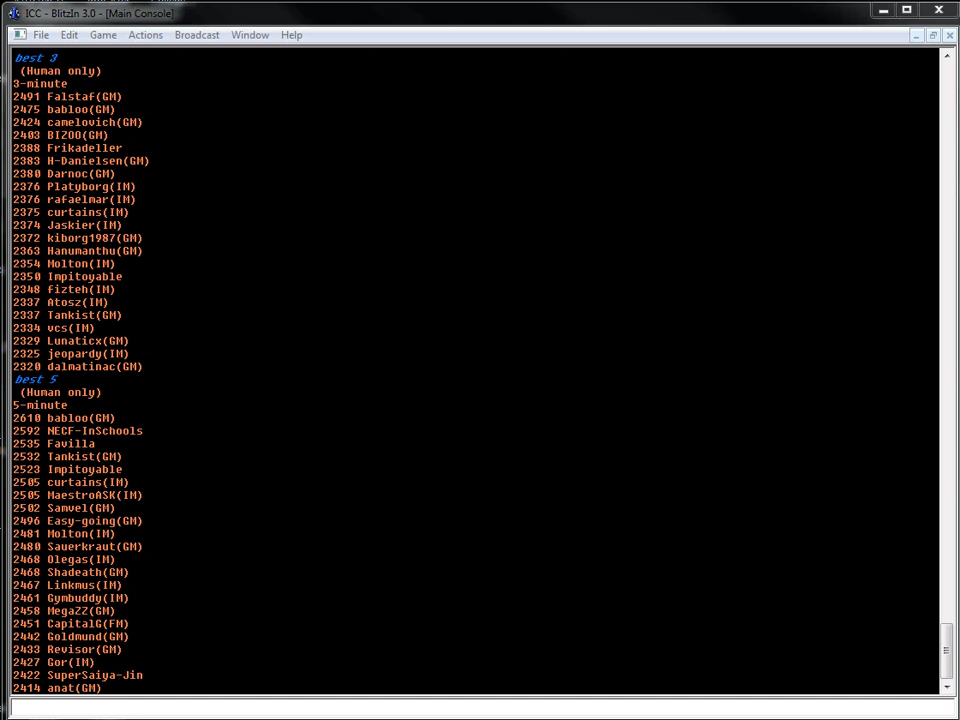 ICC - BlitzIn 3.0 - [Main Console]
File Edit Game Actions Broadcast Window Help
best 3
(Human only)
3-minute
2491 Falstaf(GM)
2475 babloo(GM)
2424 camelovich(GM)
2403 BIZOO(GM)
2388 Frikadeller
2383 H-Danielsen(GM)
2380 Darnoc(GM)
2376 Platyborg(IM)
2376 rafaelmar(IM)
2375 curtains(IM)
2374 Jaskier(IM)
2372 kiborg1987(GM)
2363 Hanumanthu(GM)
2354 Molton(IM)
2350 Impitoyable
2348 fizteh(IM)
2337 Atosz(IM)
2337 Tankist(GM)
2334 vcs(IM)
2329 Lunaticx(GM)
2325 jeopardy(IM)
2320 dalmatinac(GM)
best 5
(Human only)
5-minute
2610 babloo(GM)
2592 NECF-InSchools
2535 Favilla
2532 Tankist(GM)
2523 Impitoyable
2505 curtains(IM)
2505 MaestroASK(IM)
2502 Samvel(GM)
2496 Easy-going(GM)
2481 Molton(IM)
2480 Sauerkraut(GM)
2468 Olegas(IM)
2468 Shadeath(GM)
2467 Linkmus(IM)
2461 Gymbuddy(IM)
2458 MegaZZ(GM)
2451 CapitalG(FM)
2442 Goldmund(GM)
2433 Revisor(GM)
2427 Gor(IM)
2422 SuperSaiya-Jin
2414 anat(GM)